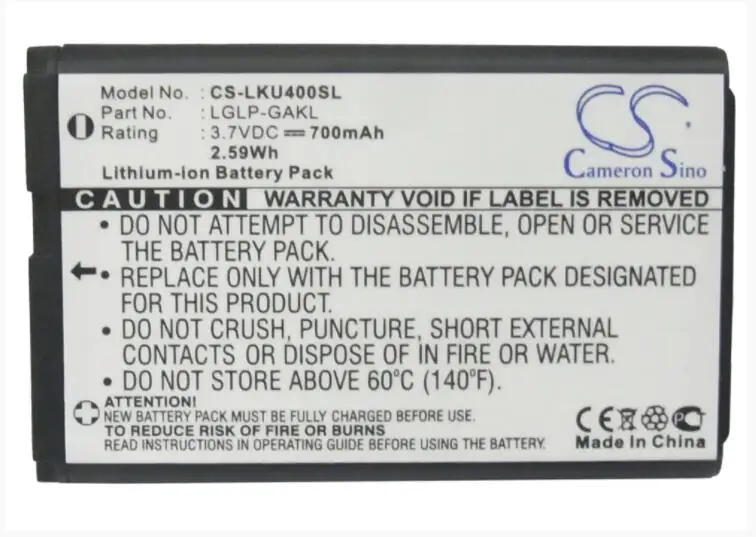 Model No. : CS-LKU400SL
Part No. : LGLP-GAKL
Rating : 3.7VDC ⎓ 700mAh
2.59Wh
Lithium-ion Battery Pack
CS
Cameron Sino
CAUTION WARRANTY VOID IF LABEL IS REMOVED
• DO NOT ATTEMPT TO DISASSEMBLE, OPEN OR SERVICE
THE BATTERY PACK.
• REPLACE ONLY WITH THE BATTERY PACK DESIGNATED
FOR THIS PRODUCT.
• DO NOT CRUSH, PUNCTURE, SHORT EXTERNAL
CONTACTS OR DISPOSE OF IN FIRE OR WATER.
• DO NOT STORE ABOVE 60°C (140°F).
ATTENTION!
NEW BATTERY PACK MUST BE FULLY CHARGED BEFORE USE.
TO REDUCE RISK OF FIRE OR BURNS
READ INSTRUCTIONS IN OPERATING GUIDE BEFORE USING THE BATTERY.
CE
Made In China